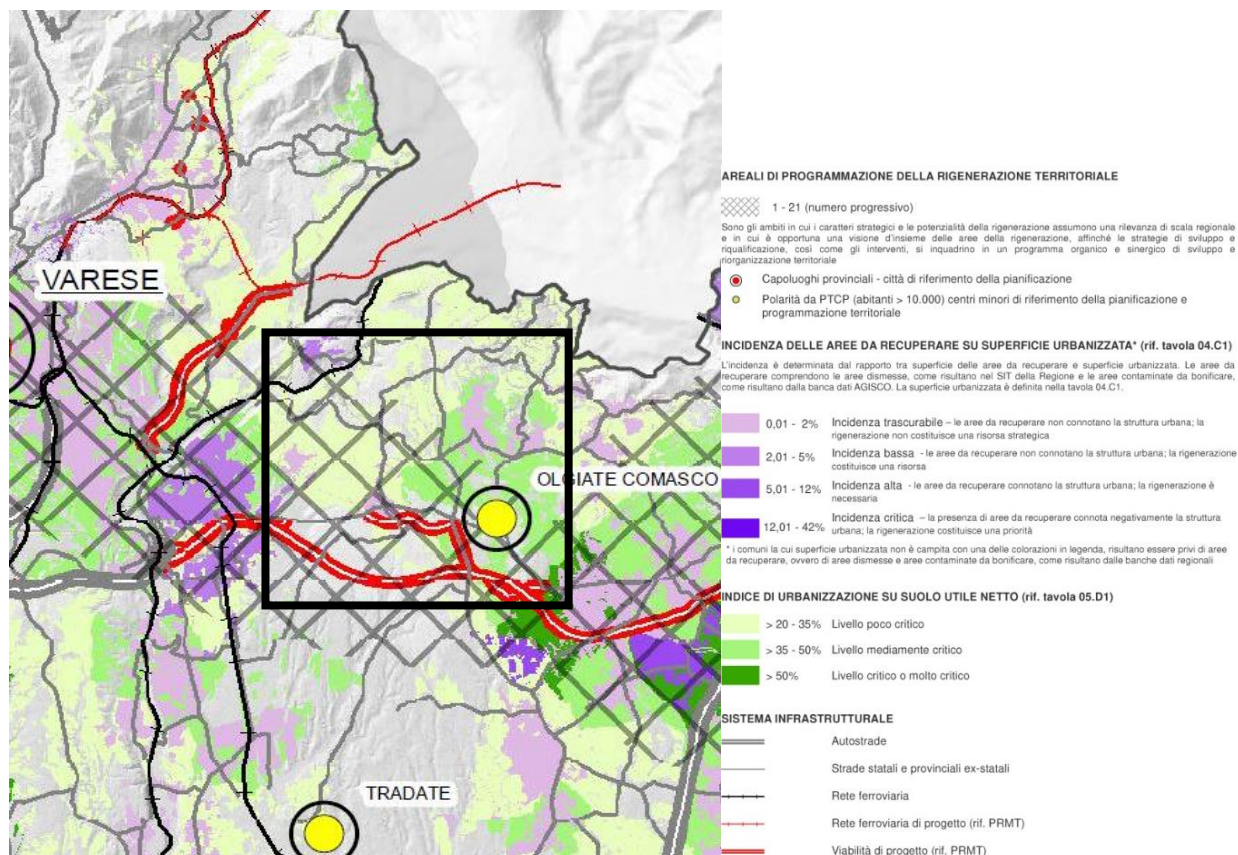 VARESE
OLGIATE COMASCO
TRADATE
AREALI DI PROGRAMMAZIONE DELLA RIGENERAZIONE TERRITORIALE
1 - 21 (numero progressivo)
Sono gli ambiti in cui i caratteri strategici e le potenzialità della rigenerazione assumono una rilevanza di scala regionale
e in cui è opportuna una visione d'insieme delle aree della rigenerazione, affinché le strategie di sviluppo e
riqualificazione, così come gli interventi, si inquadrino in un programma organico e sinergico di sviluppo e
riorganizzazione territoriale
Capoluoghi provinciali - città di riferimento della pianificazione
Polarità da PTCP (abitanti > 10.000) centri minori di riferimento della pianificazione e
programmazione territoriale
INCIDENZA DELLE AREE DA RECUPERARE SU SUPERFICIE URBANIZZATA* (rif. tavola 04.C1)
L'incidenza è determinata dal rapporto tra superficie delle aree da recuperare e superficie urbanizzata. Le aree da
recuperare comprendono le aree dismesse, come risultano nel SIT della Regione e le aree contaminate da bonificare,
come risultano dalla banca dati AGISCO. La superficie urbanizzata è definita nella tavola 04.C1.
0,01 - 2% Incidenza trascurabile – le aree da recuperare non connotano la struttura urbana; la
rigenerazione non costituisce una risorsa strategica
2,01 - 5% Incidenza bassa - le aree da recuperare non connotano la struttura urbana; la rigenerazione
costituisce una risorsa
5,01 - 12% Incidenza alta - le aree da recuperare connotano la struttura urbana; la rigenerazione è
necessaria
12,01 - 42% Incidenza critica – la presenza di aree da recuperare connota negativamente la struttura
urbana; la rigenerazione costituisce una priorità
* i comuni la cui superficie urbanizzata non è campita con una delle colorazioni in legenda, risultano essere privi di aree
da recuperare, ovvero di aree dismesse e aree contaminate da bonificare, come risultano dalle banche dati regionali
INDICE DI URBANIZZAZIONE SU SUOLO UTILE NETTO (rif. tavola 05.D1)
> 20 - 35% Livello poco critico
> 35 - 50% Livello mediamente critico
> 50% Livello critico o molto critico
SISTEMA INFRASTRUTTURALE
Autostrade
Strade statali e provinciali ex-statali
Rete ferroviaria
Rete ferroviaria di progetto (rif. PRMT)
Viabilità di progetto (rif. PRMT)